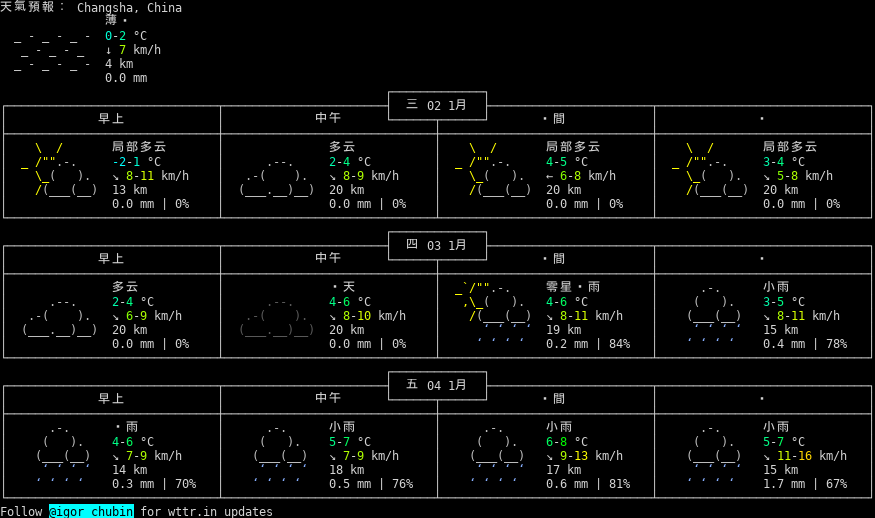 天氣預報： Changsha, China
薄・
0-2 °C
↓ 7 km/h
4 km
0.0 mm
三 02 1月
早上 中午 ・間 ・
局部多云 多云 局部多云 局部多云
-2-1 °C 2-4 °C 4-5 °C 3-4 °C
↘ 8-11 km/h ↘ 8-9 km/h ← 6-8 km/h ↘ 5-8 km/h
13 km 20 km 20 km 20 km
0.0 mm | 0% 0.0 mm | 0% 0.0 mm | 0% 0.0 mm | 0%
四 03 1月
早上 中午 ・間 ・
多云 ・天 零星・雨 小雨
2-4 °C 4-6 °C 4-6 °C 3-5 °C
↘ 6-9 km/h ↘ 8-10 km/h ↘ 8-11 km/h ↘ 8-11 km/h
20 km 20 km 19 km 15 km
0.0 mm | 0% 0.0 mm | 0% 0.2 mm | 84% 0.4 mm | 78%
五 04 1月
早上 中午 ・間 ・
・雨 小雨 小雨 小雨
4-6 °C 5-7 °C 6-8 °C 5-7 °C
↘ 7-9 km/h ↘ 7-9 km/h ↘ 9-13 km/h ↘ 11-16 km/h
14 km 18 km 17 km 15 km
0.3 mm | 70% 0.5 mm | 76% 0.6 mm | 81% 1.7 mm | 67%
Follow @igor_chubin for wttr.in updates